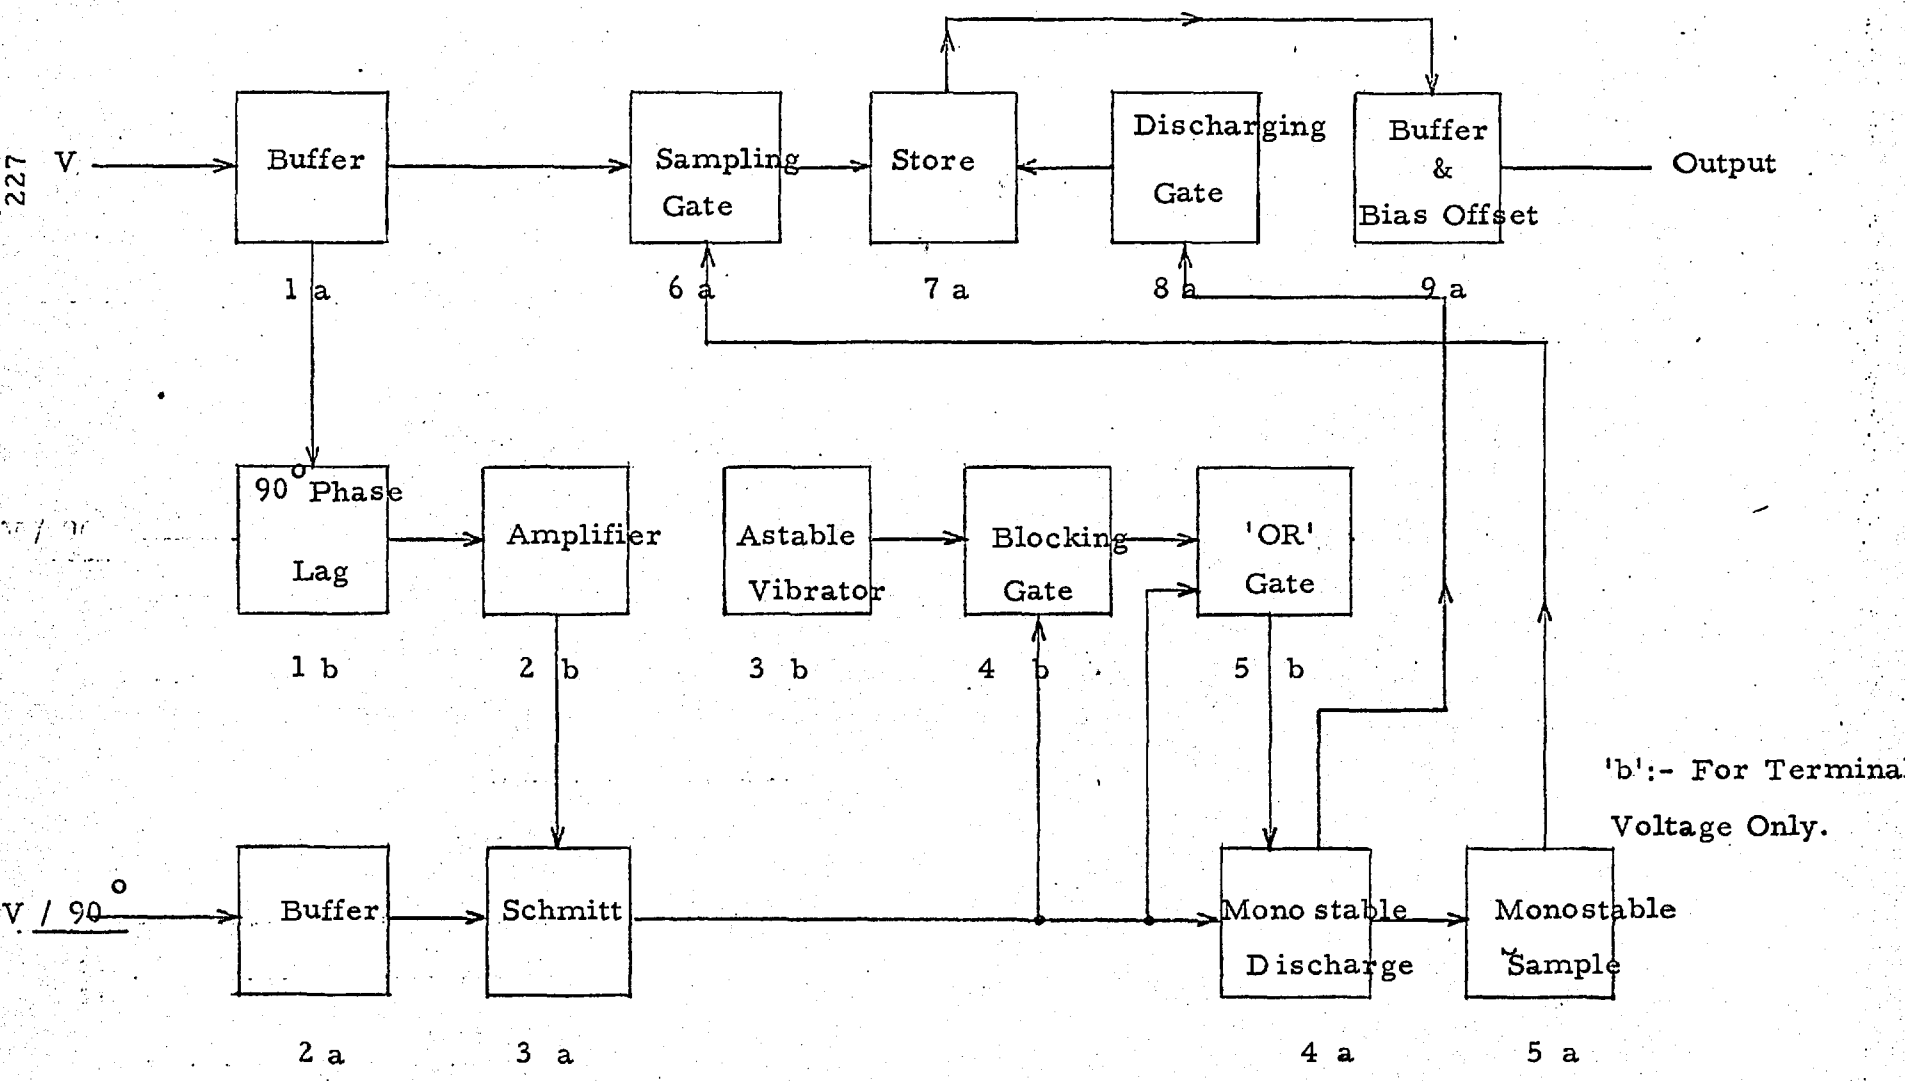 227
V
Buffer
Sampling
Gate
Store
Discharging
Gate
Buffer
&
Bias Offset
Output
1 a
6 a
7 a
8 a
9 a
90° Phase
Lag
Amplifier
Astable
Vibrator
Blocking
Gate
'OR'
Gate
1 b
2 b
3 b
4 b
5 b
'b':- For Terminal
Voltage Only.
V / 90°
Buffer
Schmitt
Monostable
Discharge
Monostable
Sample
2 a
3 a
4 a
5 a